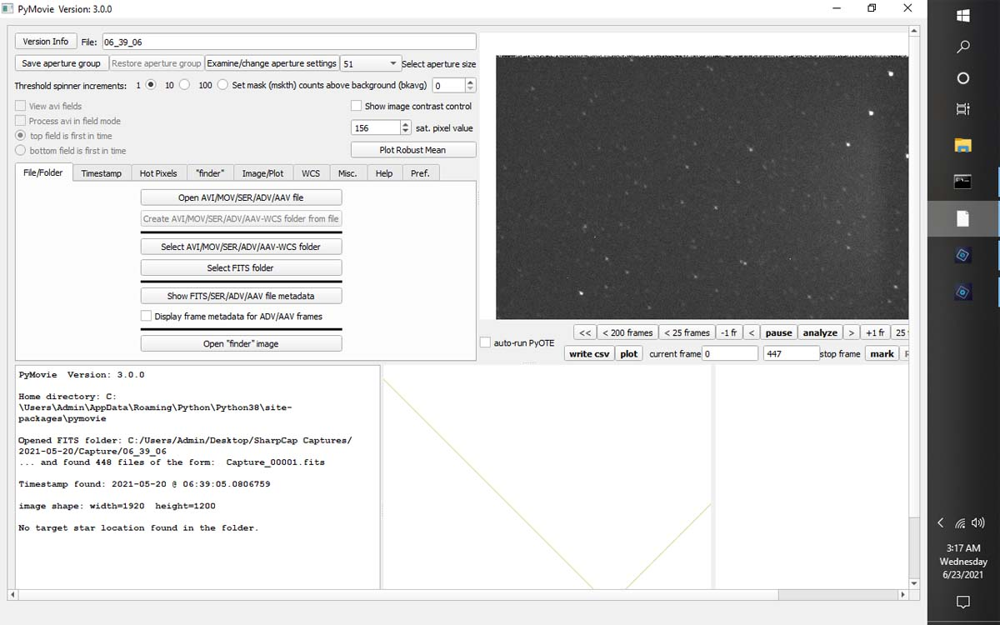 PyMovie Version: 3.0.0
Version Info File: 06_39_06
Save aperture group Restore aperture group Examine/change aperture settings 51 Select aperture size
Threshold spinner increments: 1 10 100 Set mask (mskth) counts above background (bkavg) 0
View avi fields
Show image contrast control
Process avi in field mode
156 sat. pixel value
top field is first in time
bottom field is first in time
Plot Robust Mean
File/Folder Timestamp Hot Pixels "finder" Image/Plot WCS Misc. Help Pref.
Open AVI/MOV/SER/ADV/AAV file
Create AVI/MOV/SER/ADV/AAV-WCS folder from file
Select AVI/MOV/SER/ADV/AAV-WCS folder
Select FITS folder
Show FITS/SER/ADV/AAV file metadata
Display frame metadata for ADV/AAV frames
Open "finder" image
<< < 200 frames < 25 frames -1 fr < pause analyze > +1 fr 25
auto-run PyOTE
write csv plot current frame 0 447 stop frame mark
PyMovie Version: 3.0.0
Home directory: C:
\Users\Admin\AppData\Roaming\Python\Python38\site-
packages\pymovie
Opened FITS folder: C:/Users/Admin/Desktop/SharpCap Captures/
2021-05-20/Capture/06_39_06
... and found 448 files of the form: Capture_00001.fits
Timestamp found: 2021-05-20 @ 06:39:05.0806759
image shape: width=1920 height=1200
No target star location found in the folder.
3:17 AM
Wednesday
6/23/2021